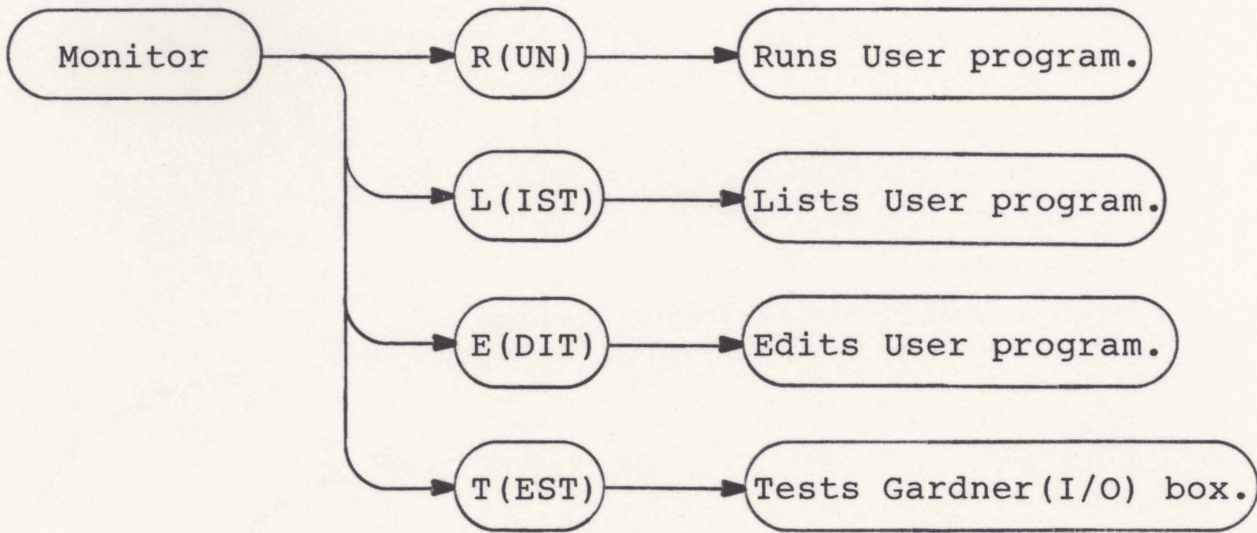 Monitor R(UN) Runs User program.
L(IST) Lists User program.
E(DIT) Edits User program.
T(EST) Tests Gardner(I/O) box.